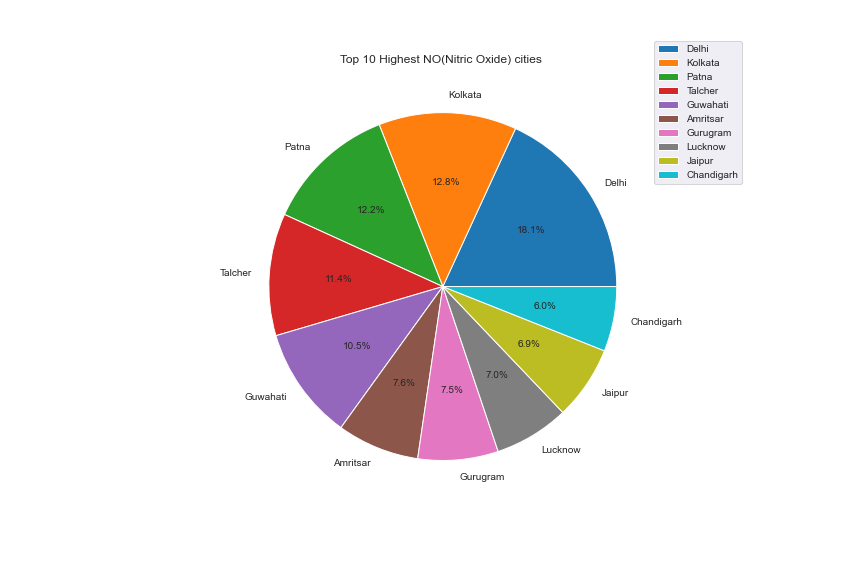 Top 10 Highest NO(Nitric Oxide) cities
Delhi
Kolkata
Patna
Talcher
Guwahati
Amritsar
Gurugram
Lucknow
Jaipur
Chandigarh
Kolkata
Patna
Delhi
Talcher
Chandigarh
Guwahati
Jaipur
Amritsar
Lucknow
Gurugram
12.8%
12.2%
18.1%
11.4%
6.0%
10.5%
6.9%
7.6%
7.5%
7.0%